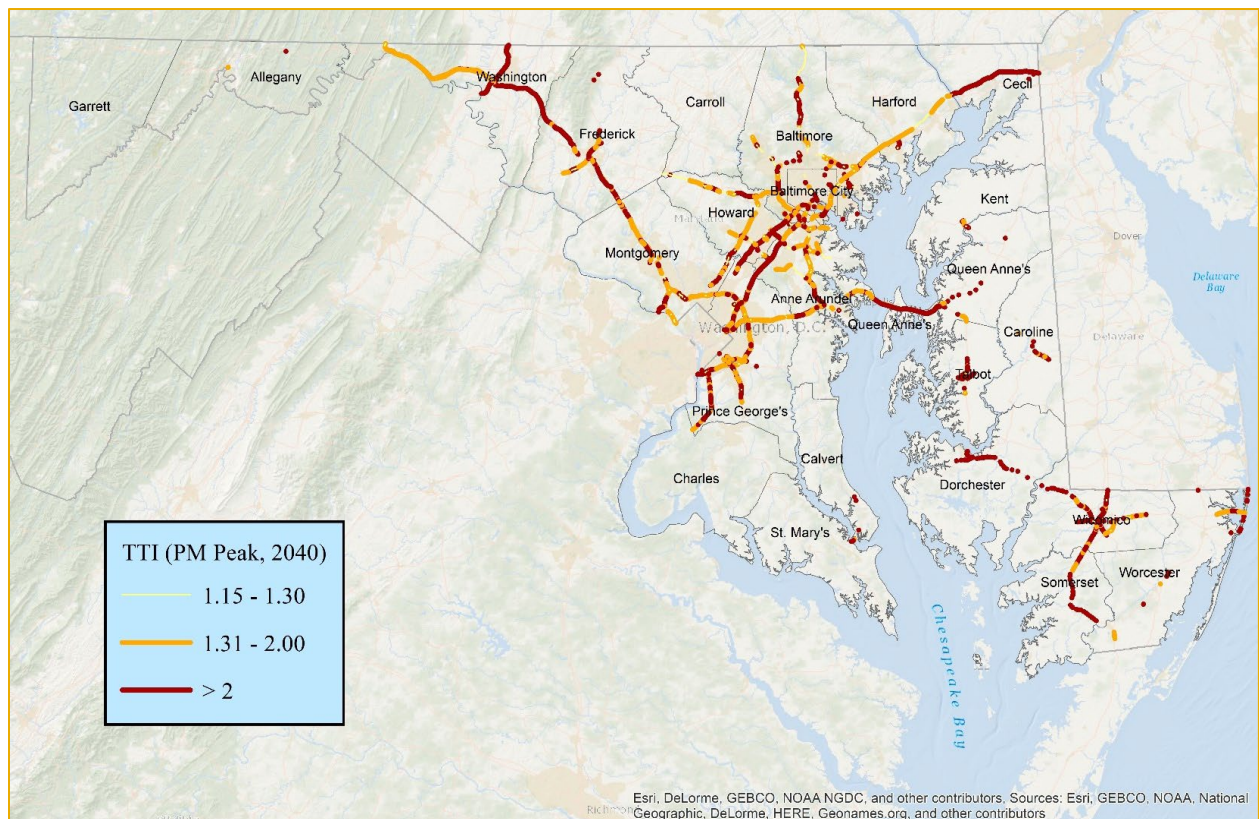 Garrett
Allegany
Washington
Frederick
Carroll
Baltimore
Harford
Cecil
Baltimore City
Howard
Maryland
Kent
Montgomery
Dover
Queen Anne's
Delaware
Bay
Anne Arundel
Queen Anne's
Washington, D.C.
Caroline
Delaware
Talbot
Prince George's
Calvert
Charles
Dorchester
St. Mary's
Wicomico
Somerset
Worcester
Chesapeake Bay
TTI (PM Peak, 2040)
1.15 - 1.30
1.31 - 2.00
> 2
Richmond
Esri, DeLorme, GEBCO, NOAA NGDC, and other contributors, Sources: Esri, GEBCO, NOAA, National
Geographic, DeLorme, HERE, Geonames.org, and other contributors